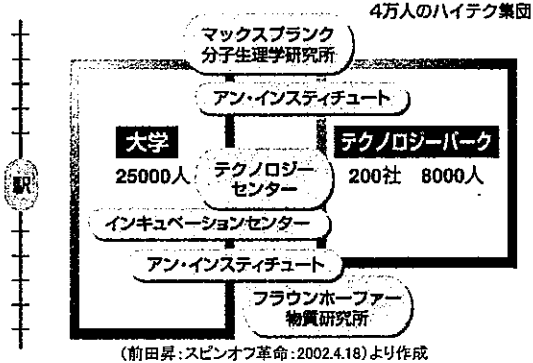 4万人のハイテク集団
マックスプランク
分子生理学研究所
アン・インスティチュート
大学
25000人
テクノロジーパーク
200社 8000人
駅
テクノロジー
センター
インキュベーションセンター
アン・インスティチュート
フラウンホーファー
物質研究所
(前田昇:スピンオフ革命:2002.4.18)より作成